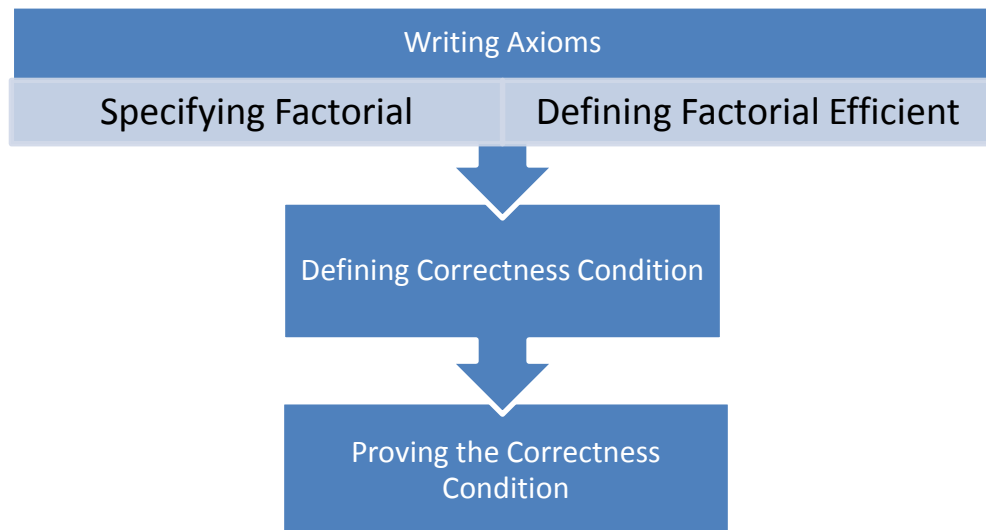 Writing Axioms
Specifying Factorial
Defining Factorial Efficient
Defining Correctness Condition
Proving the Correctness
Condition